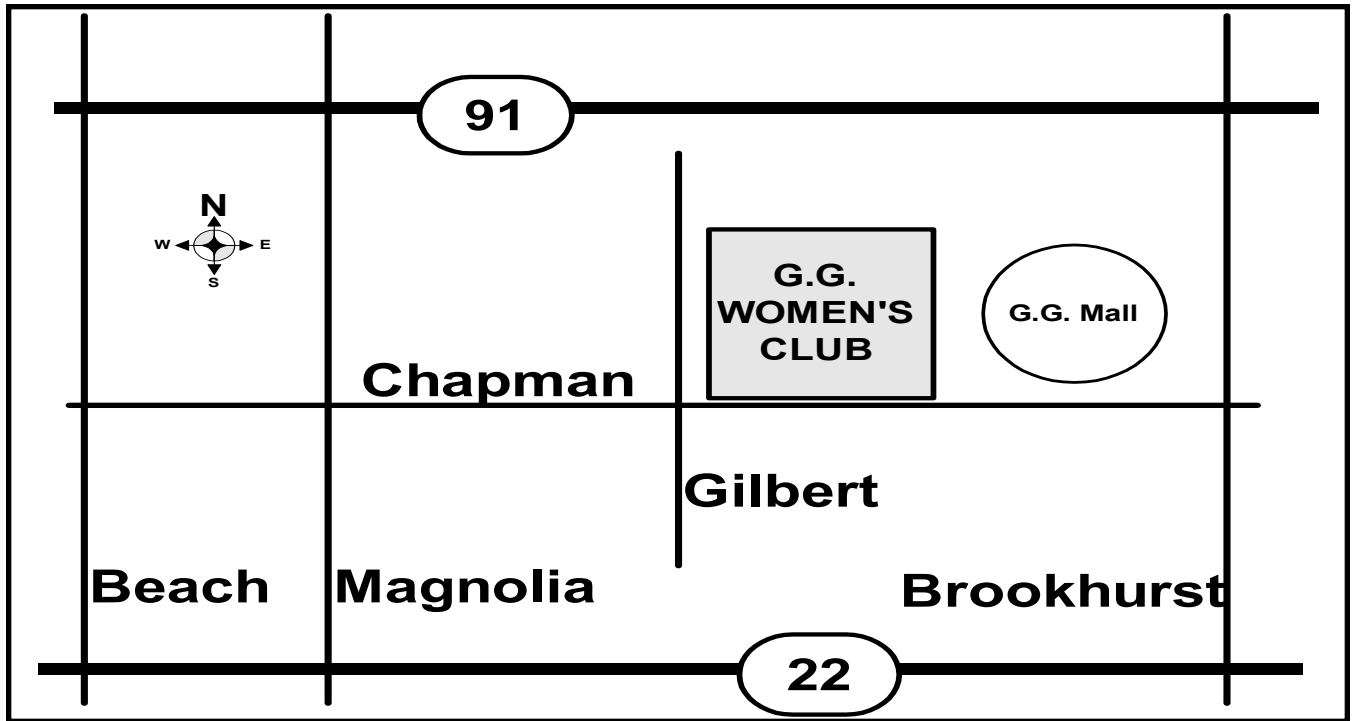 91
N
W E
S
G.G.
WOMEN'S
CLUB
G.G. Mall
Chapman
Gilbert
Beach
Magnolia
Brookhurst
22